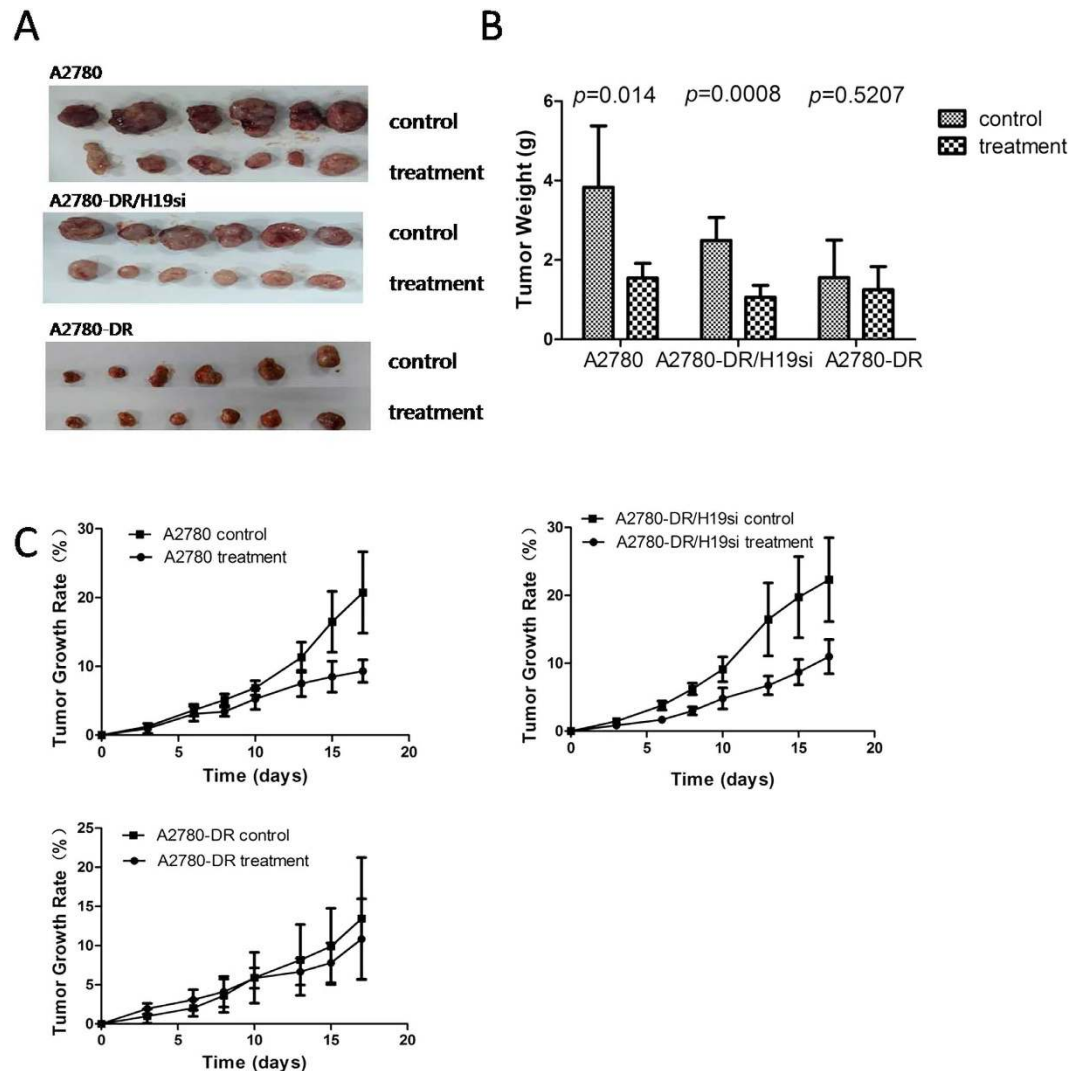 A
A2780
control
treatment
A2780-DR/H19si
control
treatment
A2780-DR
control
treatment
B
p=0.014 p=0.0008 p=0.5207
control
treatment
Tumor Weight (g)
6
4
2
0
A2780 A2780-DR/H19si A2780-DR
C
A2780 control
A2780 treatment
Tumor Growth Rate (%)
30
20
10
0
0 5 10 15 20
Time (days)
A2780-DR/H19si control
A2780-DR/H19si treatment
Tumor Growth Rate (%)
30
20
10
0
0 5 10 15 20
Time (days)
A2780-DR control
A2780-DR treatment
Tumor Growth Rate (%)
25
20
15
10
5
0
0 5 10 15 20
Time (days)